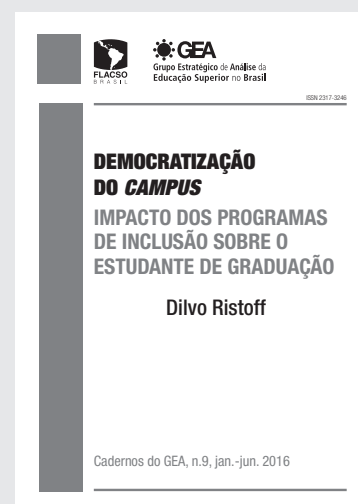 FLACSO
BRASIL
GEA
Grupo Estratégico de Análise da
Educação Superior no Brasil
ISSN 2317-3246
DEMOCRATIZAÇÃO
DO CAMPUS
IMPACTO DOS PROGRAMAS
DE INCLUSÃO SOBRE O
ESTUDANTE DE GRADUAÇÃO
Dilvo Ristoff
Cadernos do GEA, n.9, jan.-jun. 2016